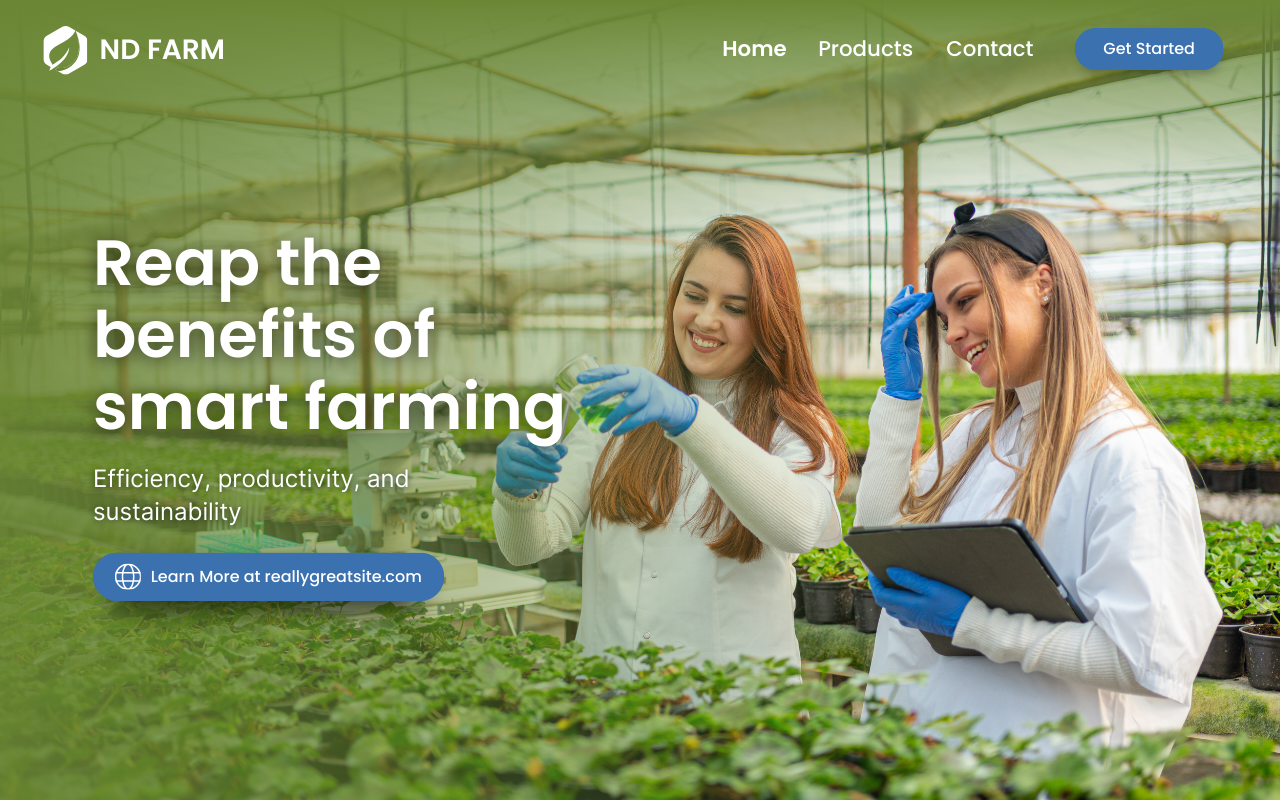 ND FARM
Home
Products
Contact
Get Started
Reap the
benefits of
smart farming
Efficiency, productivity, and
sustainability
Learn More at reallygreatsite.com